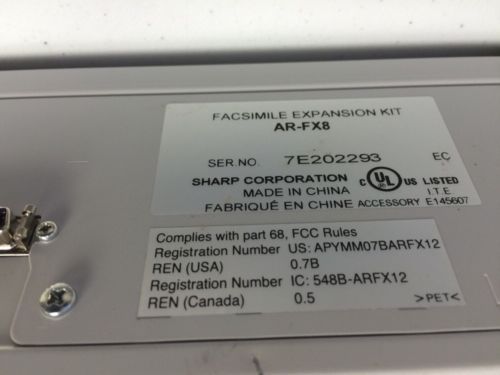 FACSIMILE EXPANSION KIT
AR-FX8
SER.NO. 7E202293 EC
SHARP CORPORATION C UL US LISTED
MADE IN CHINA I.T.E
FABRIQUÉ EN CHINE ACCESSORY E145607
Complies with part 68, FCC Rules
Registration Number US: APYMM07BARFX12
REN (USA) 0.7B
Registration Number IC: 548B-ARFX12
REN (Canada) 0.5 >PET<